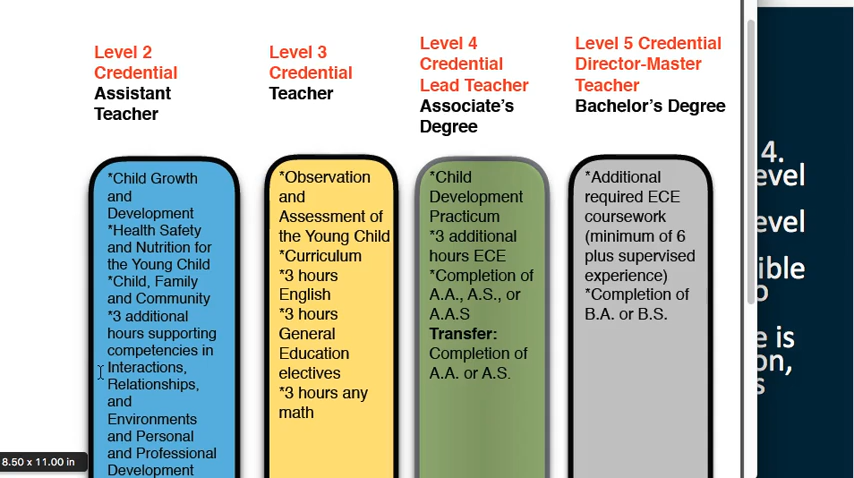 Level 2
Credential
Assistant
Teacher
*Child Growth
and
Development
*Health Safety
and Nutrition for
the Young Child
*Child, Family
and Community
*3 additional
hours supporting
competencies in
Interactions,
Relationships,
and
Environments
and Personal
and Professional
Development
Level 3
Credential
Teacher
*Observation
and
Assessment of
the Young Child
*Curriculum
*3 hours
English
*3 hours
General
Education
electives
*3 hours any
math
Level 4
Credential
Lead Teacher
Associate's
Degree
*Child
Development
Practicum
*3 additional
hours ECE
*Completion of
A.A., A.S., or
A.A.S
Transfer:
Completion of
A.A. or A.S.
Level 5 Credential
Director-Master
Teacher
Bachelor's Degree
*Additional
required ECE
coursework
(minimum of 6
plus supervised
experience)
*Completion of
B.A. or B.S.
4.
evel
evel
ible
p
e is
on,
s
8.50 x 11.00 in